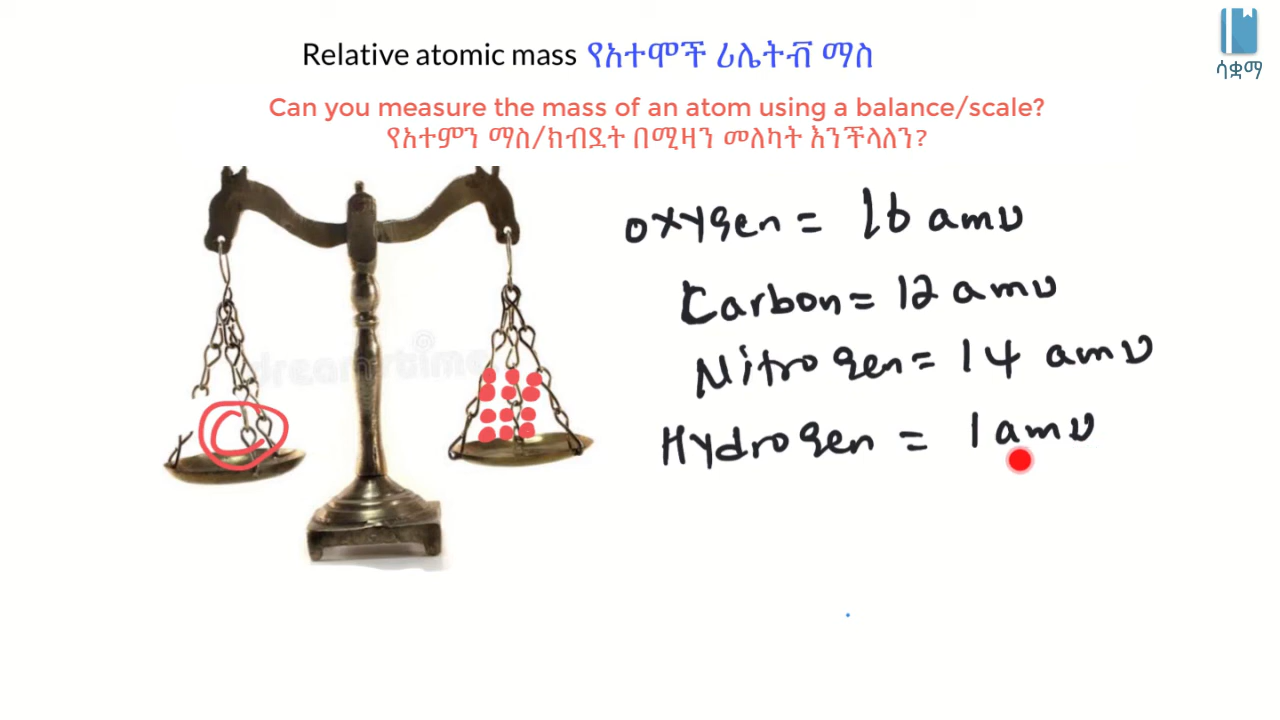 Relative atomic mass የአተሞች ሪሌትቭ ማስ
ሳቋማ
Can you measure the mass of an atom using a balance/scale?
የአተምን ማስ/ክብደት በሚዛን መለካት እንችላለን?
oxygen = 16 amu
Carbon = 12 amu
dreamstime.
Nitrogen = 14 amu
C
Hydrogen = 1 amu